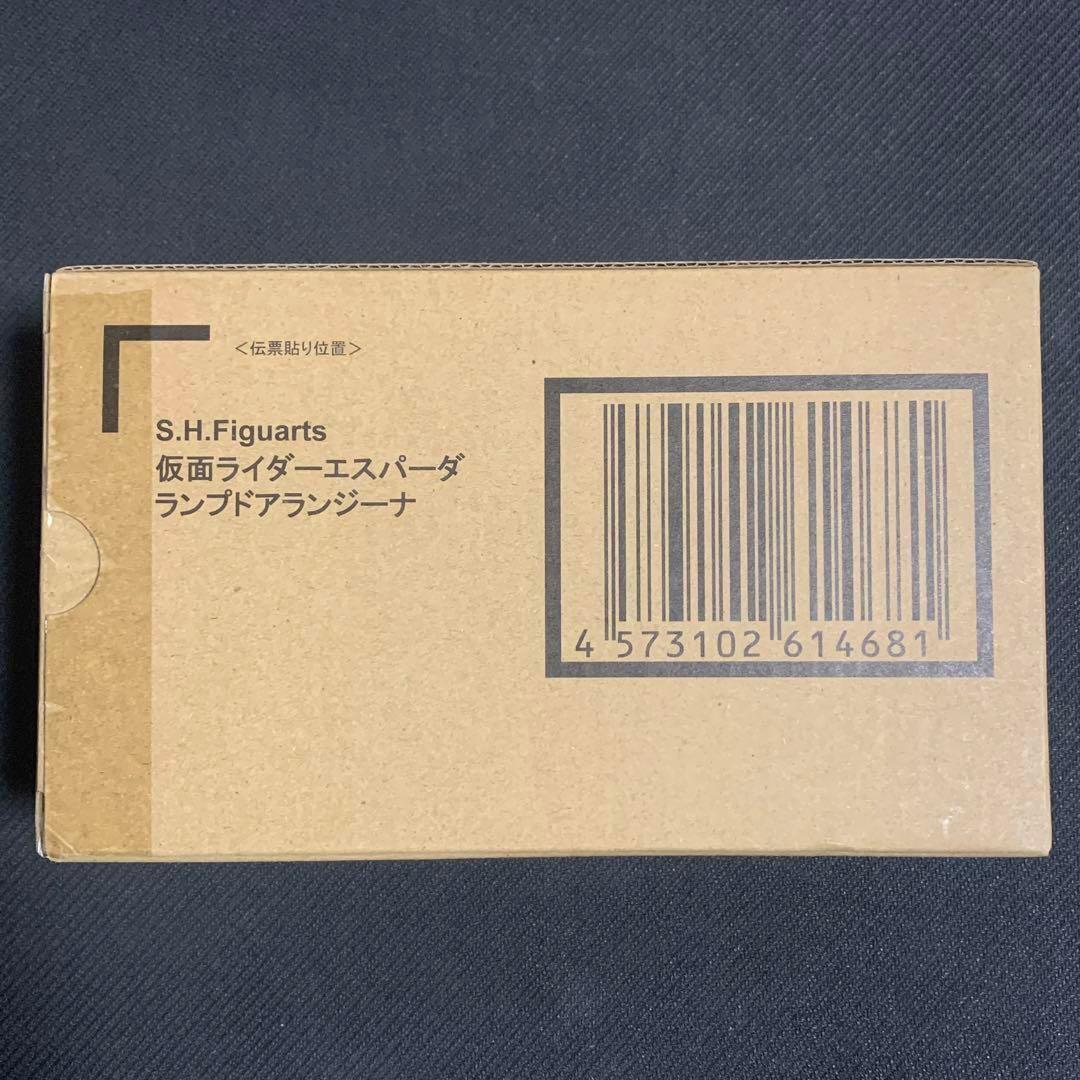 <伝票貼り位置>
S.H.Figuarts
仮面ライダーエスパーダ
ランプドアランジーナ
4 573102 614681